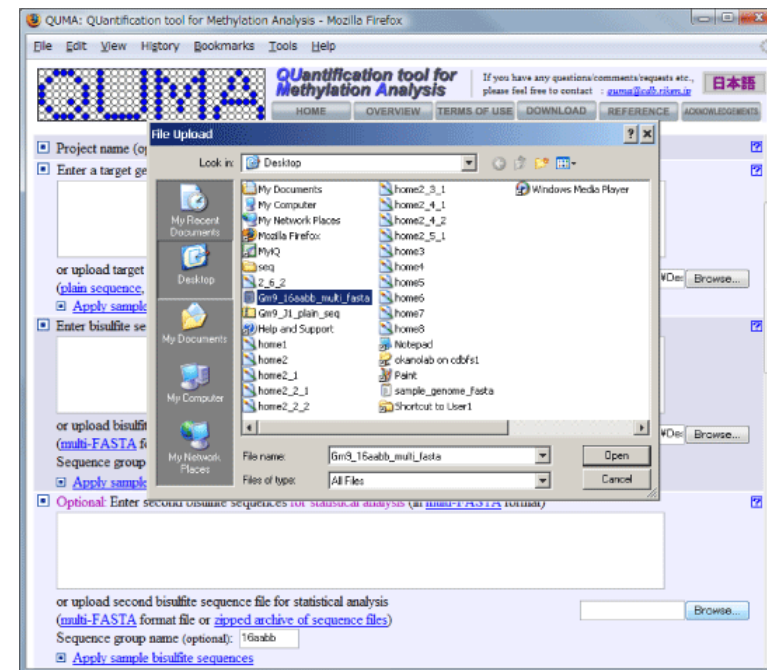 QUMA: QUantification tool for Methylation Analysis - Mozilla Firefox
File Edit View History Bookmarks Tools Help
QUMA
QUantification tool for
Methylation Analysis
If you have any questions/comments/requests etc.,
please feel free to contact : quma@cdb.riken.jp
日本語
HOME OVERVIEW TERMS OF USE DOWNLOAD REFERENCE ACKNOWLEDGEMENTS
File Upload
Project name (op
Enter a target ge
or upload target
(plain sequence,
Apply sample
Enter bisulfite se
or upload bisulfit
(multi-FASTA fo
Sequence group
Apply sample
Look in: Desktop
My Recent
Documents
Desktop
My Documents
My Computer
My Network
Places
My Documents
My Computer
My Network Places
Mozilla Firefox
MyIQ
seq
2_6_2
Gm9_16aabb_multi_fasta
Gm9_J1_plain_seq
Help and Support
home1
home2
home2_1
home2_2_1
home2_2_2
home2_3_1
home2_4_1
home2_4_2
home2_5_1
home3
home4
home5
home6
home7
home8
Notepad
okanolab on cdbfs1
Paint
sample_genome_fasta
Shortcut to User1
Windows Media Player
File name: Gm9_16aabb_multi_fasta Open
Files of type: All Files Cancel
¥Des Browse...
¥Des Browse...
Optional: Enter second bisulfite sequences for statistical analysis (in multi-FASTA format)
or upload second bisulfite sequence file for statistical analysis
(multi-FASTA format file or zipped archive of sequence files)
Browse...
Sequence group name (optional): 16aabb
Apply sample bisulfite sequences